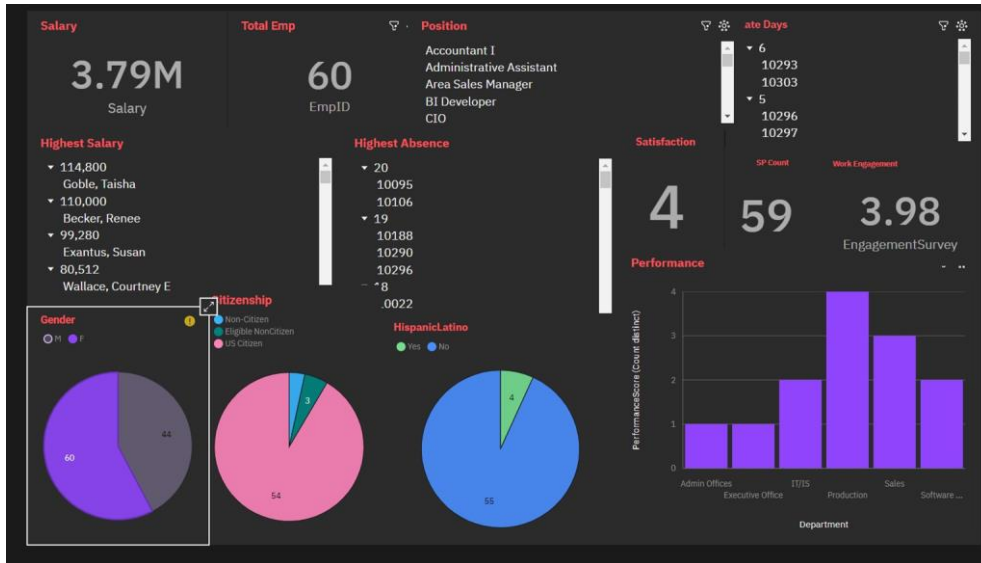 Salary
3.79M
Salary
Total Emp
60
EmpID
Position
Accountant I
Administrative Assistant
Area Sales Manager
BI Developer
CIO
ate Days
6
10293
10303
5
10296
10297
Highest Salary
114,800
Goble, Taisha
110,000
Becker, Renee
99,280
Exantus, Susan
80,512
Wallace, Courtney E
Highest Absence
20
10095
10106
19
10188
10290
10296
0022
Satisfaction
4
SP Count
59
Work Engagement
3.98
EngagementSurvey
Gender
M F
44
60
itizenship
Non-Citizen
Eligible NonCitizen
US Citizen
3
54
HispanicLatino
Yes No
4
55
Performance
PerformanceScore (Count distinct)
4
3
2
1
0
Admin Offices
Executive Office
IT/IS
Production
Sales
Software ...
Department